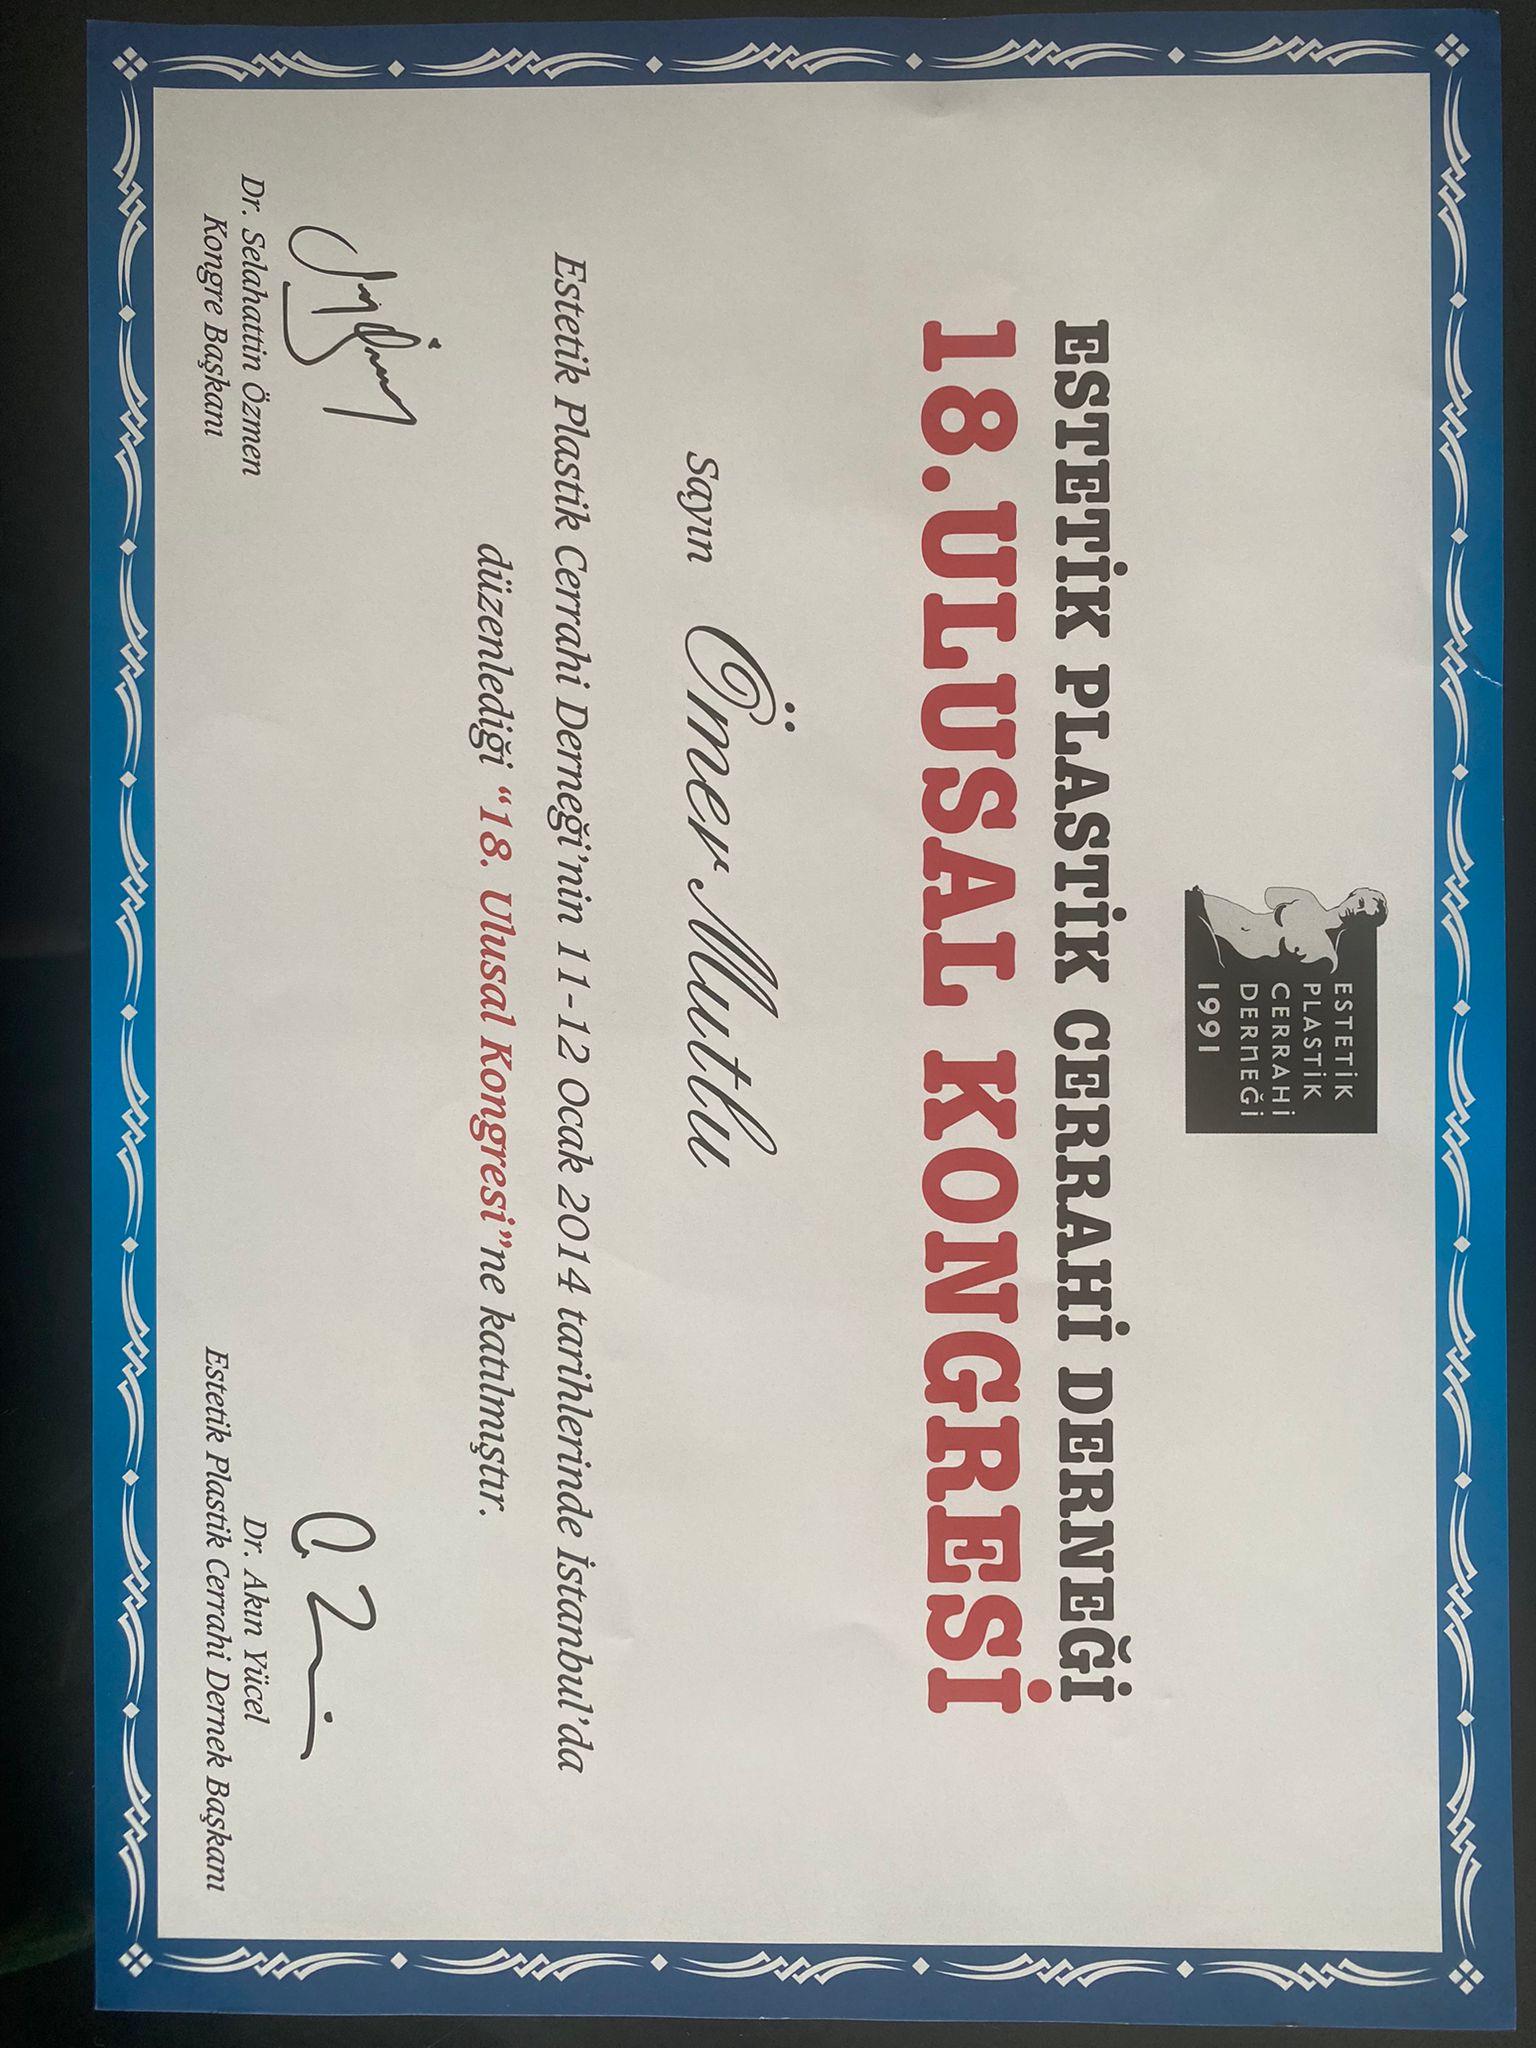 ESTETİK
PLASTİK
CERRAHİ
DERNEĞİ
1991
ESTETİK PLASTİK CERRAHİ DERNEĞİ
18.ULUSAL KONGRESİ
Sayın Ömer Mutlu
Estetik Plastik Cerrahi Derneği'nin 11-12 Ocak 2014 tarihlerinde İstanbul'da
düzenlediği “18. Ulusal Kongresi”ne katılmıştır.
Dr. Selahattin Özmen
Kongre Başkanı
Dr. Akın Yücel
Estetik Plastik Cerrahi Dernek Başkanı